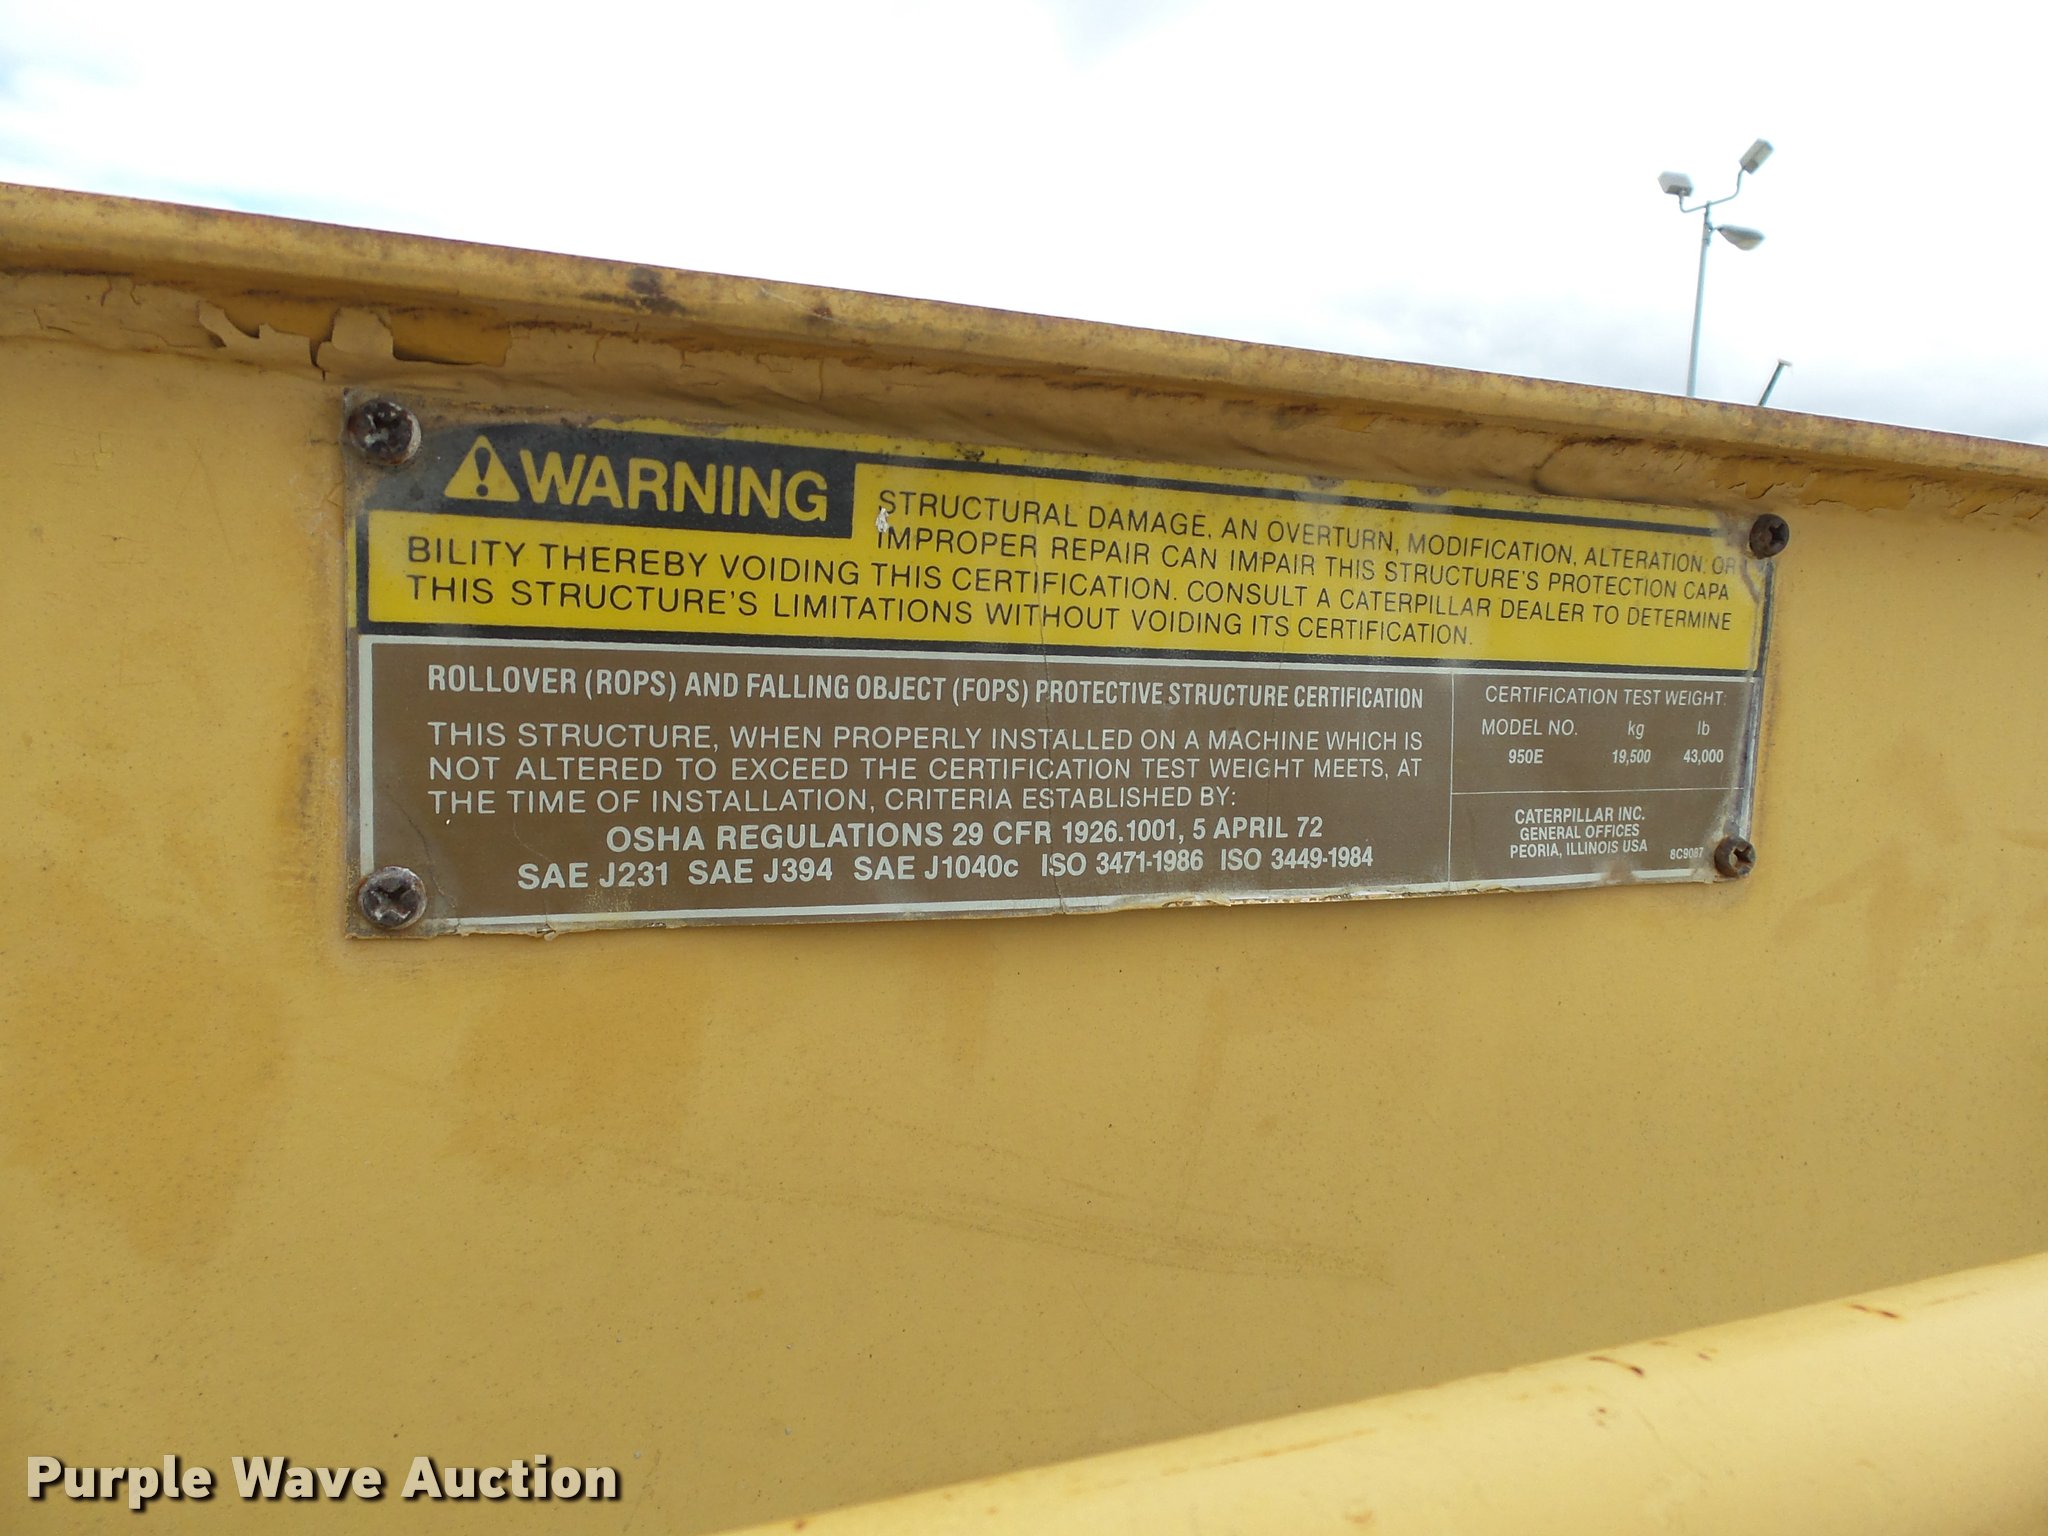 WARNING
STRUCTURAL DAMAGE, AN OVERTURN, MODIFICATION, ALTERATION, OR
IMPROPER REPAIR CAN IMPAIR THIS STRUCTURE'S PROTECTION CAPA
BILITY THEREBY VOIDING THIS CERTIFICATION. CONSULT A CATERPILLAR DEALER TO DETERMINE
THIS STRUCTURE'S LIMITATIONS WITHOUT VOIDING ITS CERTIFICATION.
ROLLOVER (ROPS) AND FALLING OBJECT (FOPS) PROTECTIVE STRUCTURE CERTIFICATION
THIS STRUCTURE, WHEN PROPERLY INSTALLED ON A MACHINE WHICH IS
NOT ALTERED TO EXCEED THE CERTIFICATION TEST WEIGHT MEETS, AT
THE TIME OF INSTALLATION, CRITERIA ESTABLISHED BY:
OSHA REGULATIONS 29 CFR 1926.1001, 5 APRIL 72
SAE J231 SAE J394 SAE J1040c ISO 3471-1986 ISO 3449-1984
CERTIFICATION TEST WEIGHT:
MODEL NO. kg lb
950E 19,500 43,000
CATERPILLAR INC.
GENERAL OFFICES
PEORIA, ILLINOIS USA
8C9087
Purple Wave Auction